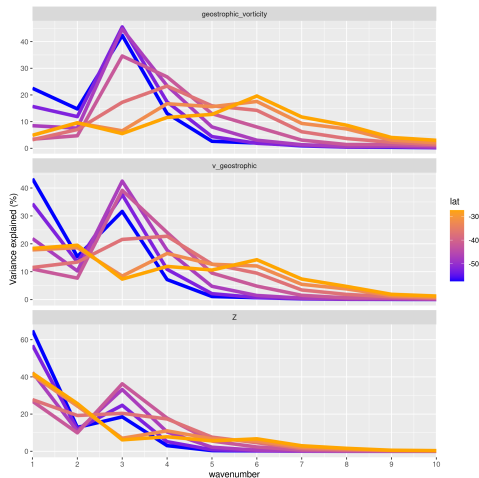 geostrophic_vorticity
40
30
20
10
0
v_geostrophic
40
30
20
10
0
Variance explained (%)
lat
-30
-40
-50
Z
60
40
20
0
1 2 3 4 5 6 7 8 9 10
wavenumber